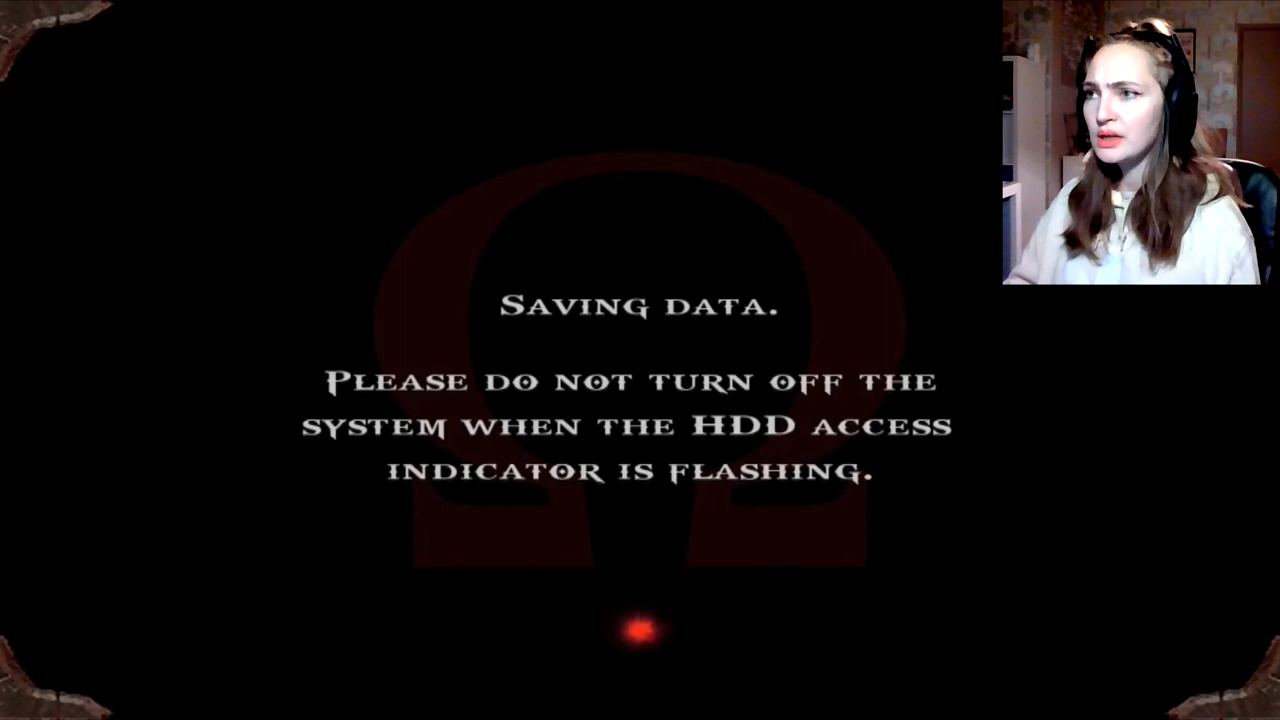 Saving data.
Please do not turn off the
system when the HDD access
indicator is flashing.